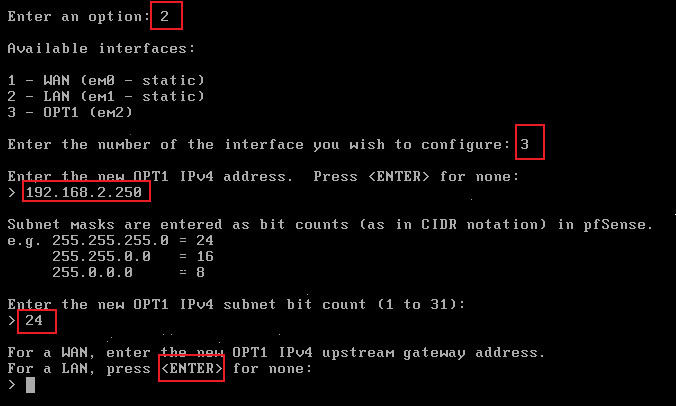 Enter an option: 2
Available interfaces:
1 - WAN (em0 - static)
2 - LAN (em1 - static)
3 - OPT1 (em2)
Enter the number of the interface you wish to configure: 3
Enter the new OPT1 IPv4 address.  Press <ENTER> for none:
> 192.168.2.250
Subnet masks are entered as bit counts (as in CIDR notation) in pfSense.
e.g. 255.255.255.0 = 24
     255.255.0.0   = 16
     255.0.0.0     = 8
Enter the new OPT1 IPv4 subnet bit count (1 to 31):
> 24
For a WAN, enter the new OPT1 IPv4 upstream gateway address.
For a LAN, press <ENTER> for none:
>